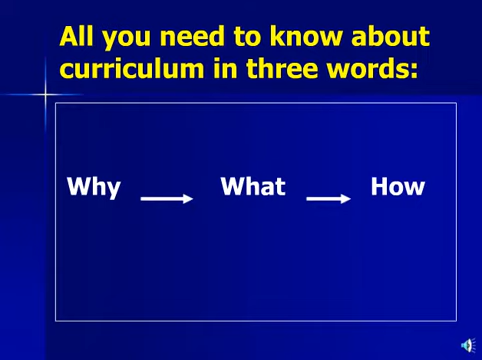 All you need to know about
curriculum in three words:
Why What How